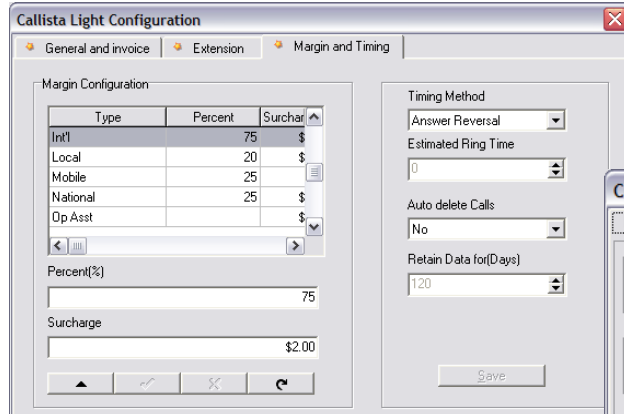 Callista Light Configuration
General and invoice
Extension
Margin and Timing
Margin Configuration
Type Percent Surchar
Int'l 75 $
Local 20 $
Mobile 25
National 25 $
Op Asst $
Percent(%)
75
Surcharge
$2.00
Timing Method
Answer Reversal
Estimated Ring Time
0
Auto delete Calls
No
Retain Data for(Days)
120
Save
C